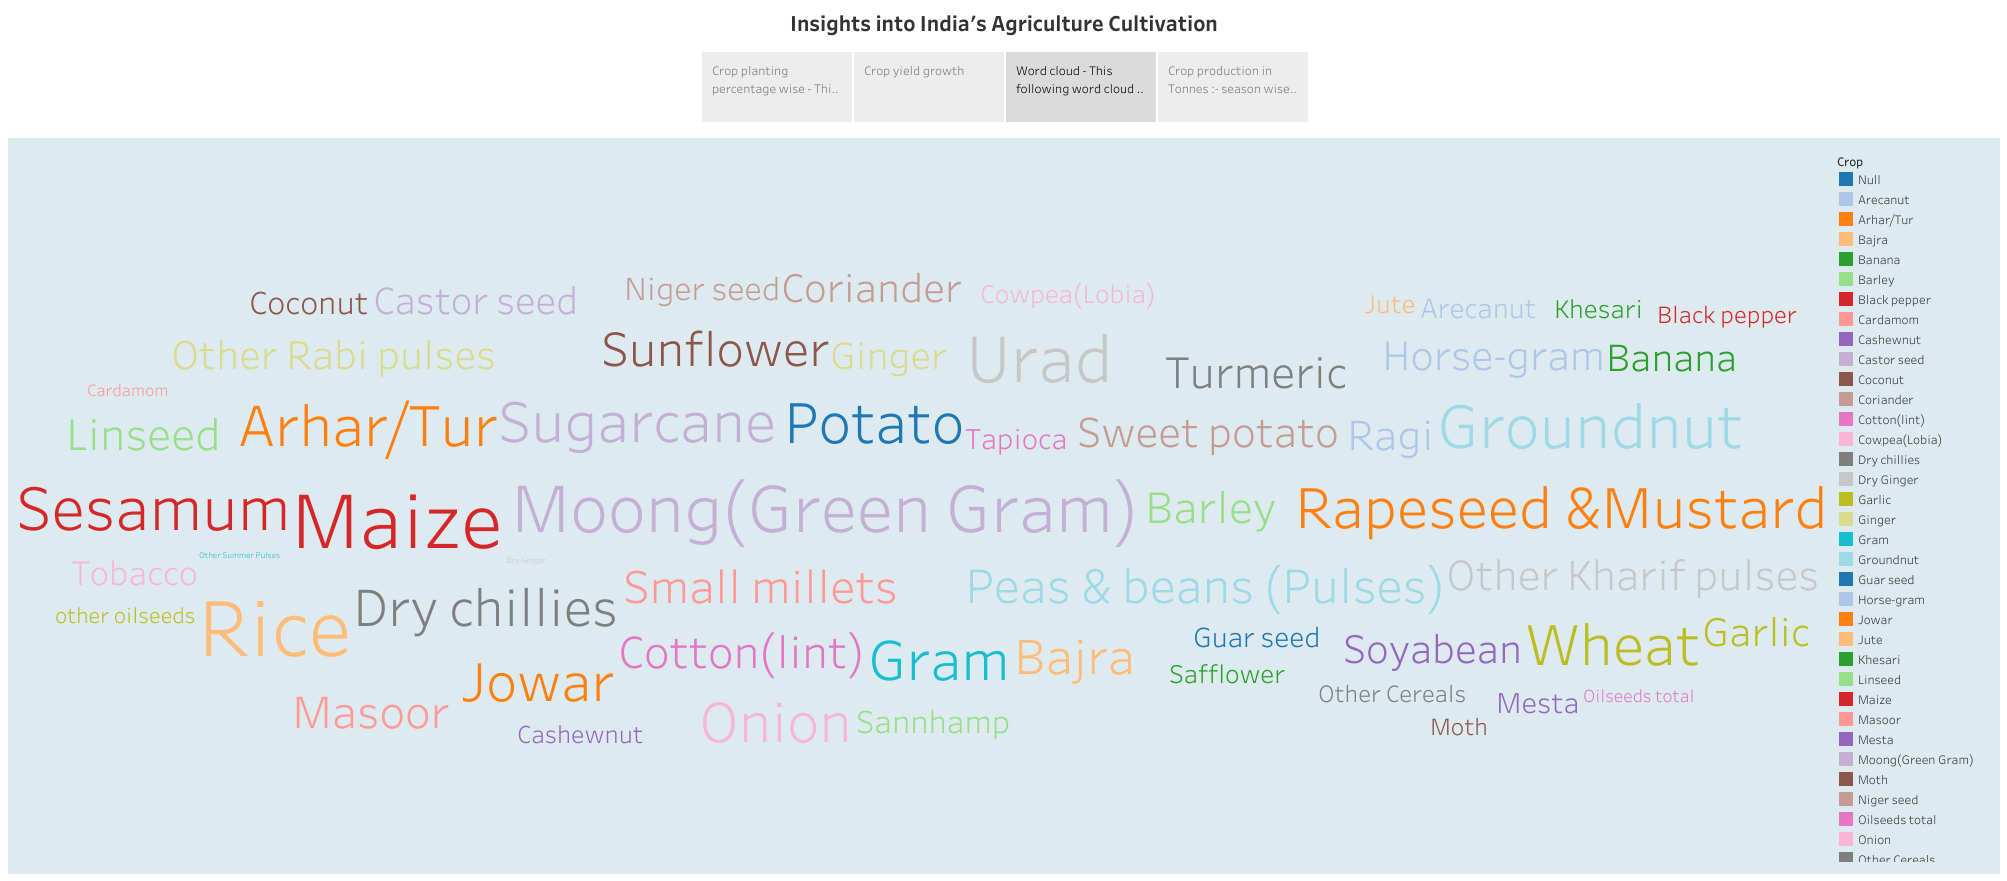 Insights into India's Agriculture Cultivation
Crop planting
percentage wise - Thi..
Crop yield growth
Word cloud - This
following word cloud ..
Crop production in
Tonnes :- season wise..
Niger seed Coriander Cowpea(Lobia)
Coconut Castor seed
Jute Arecanut Khesari Black pepper
Other Rabi pulses Sunflower Ginger Urad Turmeric Horse-gram Banana
Cardamom
Linseed Arhar/Tur Sugarcane Potato Tapioca Sweet potato Ragi Groundnut
Sesamum Maize Moong(Green Gram) Barley Rapeseed &Mustard
Other Summer Pulses Dry Ginger
Tobacco Small millets Peas & beans (Pulses) Other Kharif pulses
other oilseeds Rice Dry chillies
Cotton(lint) Gram Bajra Guar seed Soyabean Wheat Garlic
Safflower
Jowar Other Cereals Mesta Oilseeds total
Masoor Cashewnut Onion Sannhamp Moth
Crop
Null
Arecanut
Arhar/Tur
Bajra
Banana
Barley
Black pepper
Cardamom
Cashewnut
Castor seed
Coconut
Coriander
Cotton(lint)
Cowpea(Lobia)
Dry chillies
Dry Ginger
Garlic
Ginger
Gram
Groundnut
Guar seed
Horse-gram
Jowar
Jute
Khesari
Linseed
Maize
Masoor
Mesta
Moong(Green Gram)
Moth
Niger seed
Oilseeds total
Onion
Other Cereals